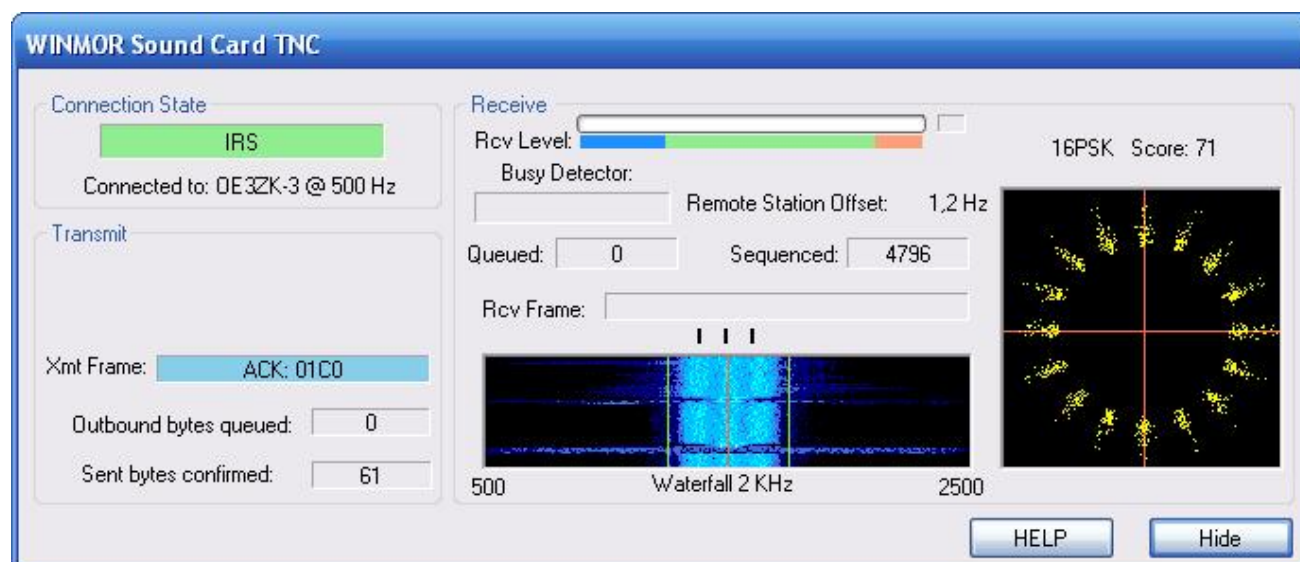 WINMOR Sound Card TNC
Connection State
IRS
Connected to: OE3ZK-3 @ 500 Hz
Transmit
Xmt Frame: ACK: 01C0
Outbound bytes queued: 0
Sent bytes confirmed: 61
Receive
Rcv Level:
Busy Detector:
Remote Station Offset: 1,2 Hz
Queued: 0 Sequenced: 4796
Rcv Frame:
500 Waterfall 2 KHz 2500
16PSK Score: 71
HELP Hide